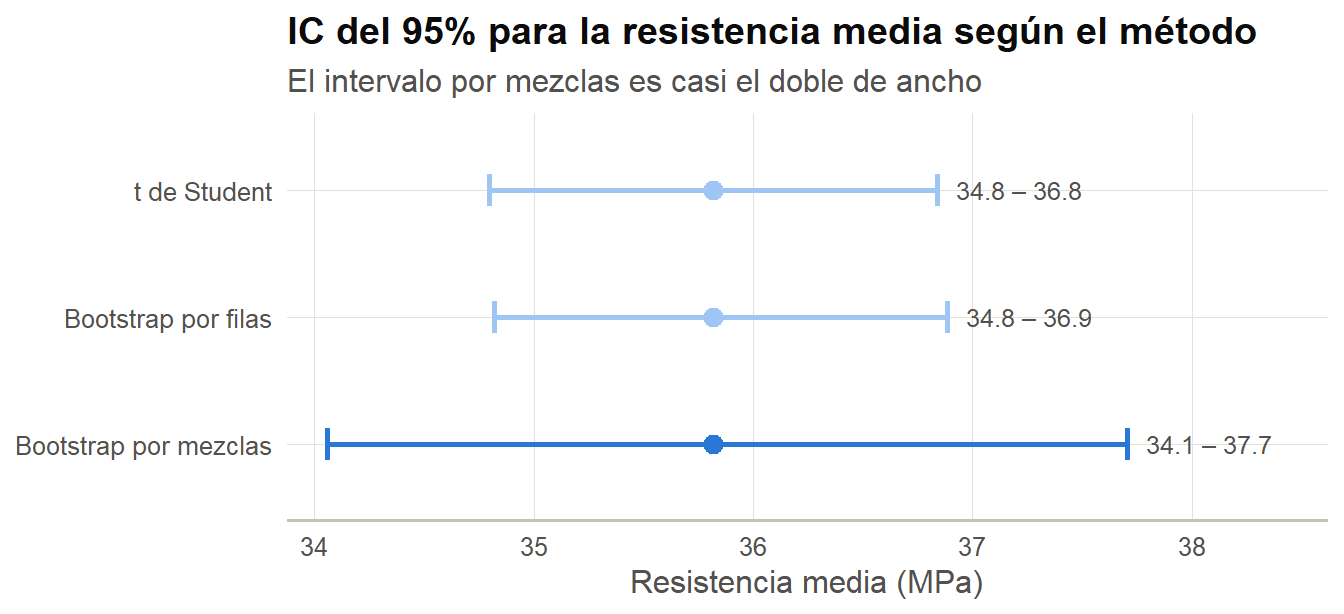 IC del 95% para la resistencia media según el método
El intervalo por mezclas es casi el doble de ancho
t de Student
34.8 – 36.8
Bootstrap por filas
34.8 – 36.9
Bootstrap por mezclas
34.1 – 37.7
34 35 36 37 38
Resistencia media (MPa)